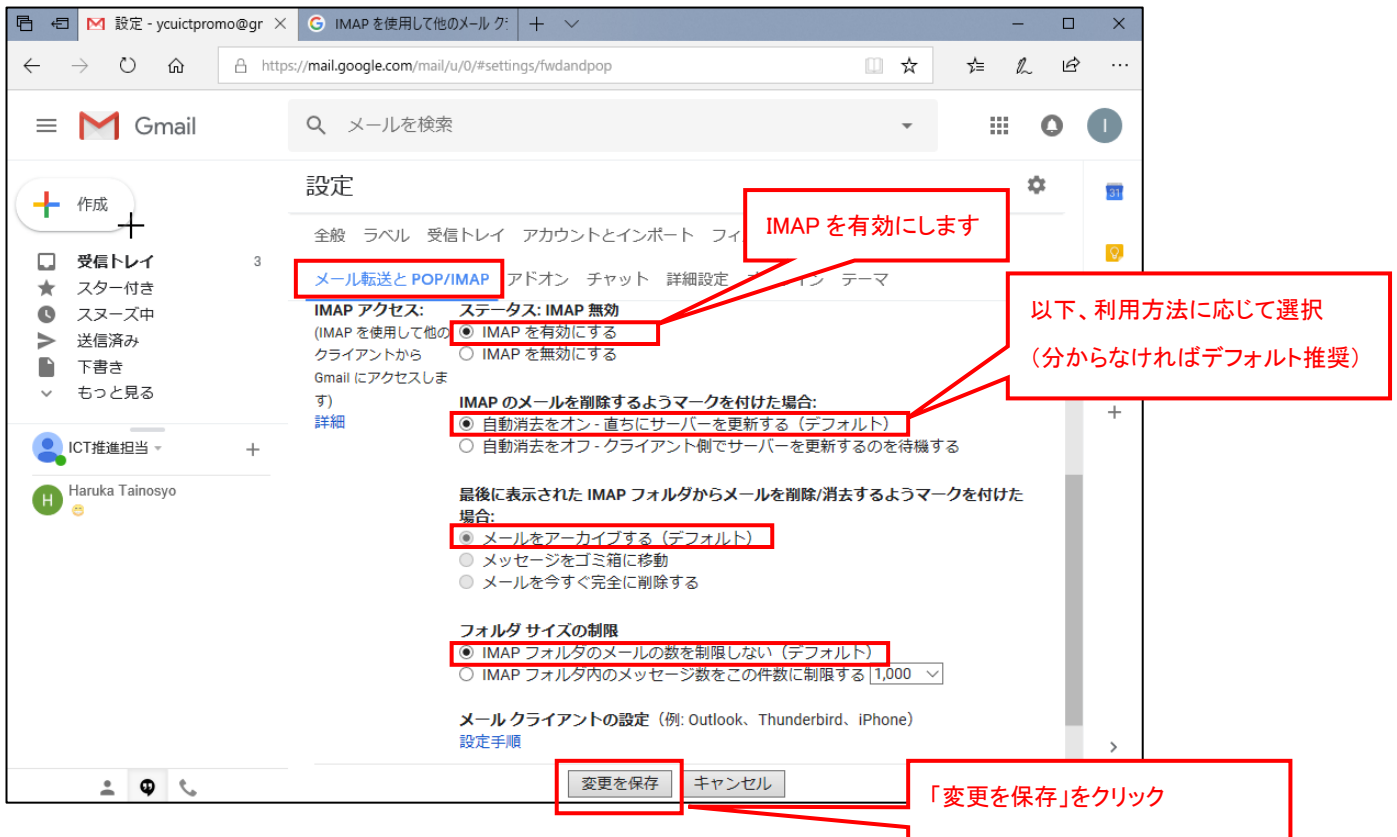 設定 - ycuictpromo@gr
IMAP を使用して他のメール ク
https://mail.google.com/mail/u/0/#settings/fwdandpop
Gmail
メールを検索
I
作成
受信トレイ 3
スター付き
スヌーズ中
送信済み
下書き
もっと見る
ICT推進担当
H
Haruka Tainosyo
設定
31
全般 ラベル 受信トレイ アカウントとインポート フィ
メール転送と POP/IMAP アドオン チャット 詳細設定 イン テーマ
IMAP を有効にします
以下、利用方法に応じて選択
（分からなければデフォルト推奨）
IMAP アクセス:
(IMAP を使用して他の
クライアントから
Gmail にアクセスしま
す)
詳細
ステータス: IMAP 無効
IMAP を有効にする
IMAP を無効にする
IMAP のメールを削除するようマークを付けた場合:
自動消去をオン - 直ちにサーバーを更新する（デフォルト）
自動消去をオフ - クライアント側でサーバーを更新するのを待機する
最後に表示された IMAP フォルダからメールを削除/消去するようマークを付けた
場合:
メールをアーカイブする（デフォルト）
メッセージをゴミ箱に移動
メールを今すぐ完全に削除する
フォルダ サイズの制限
IMAP フォルダのメールの数を制限しない（デフォルト）
IMAP フォルダ内のメッセージ数をこの件数に制限する 1,000
メール クライアントの設定（例: Outlook、Thunderbird、iPhone）
設定手順
変更を保存 キャンセル
「変更を保存」をクリック